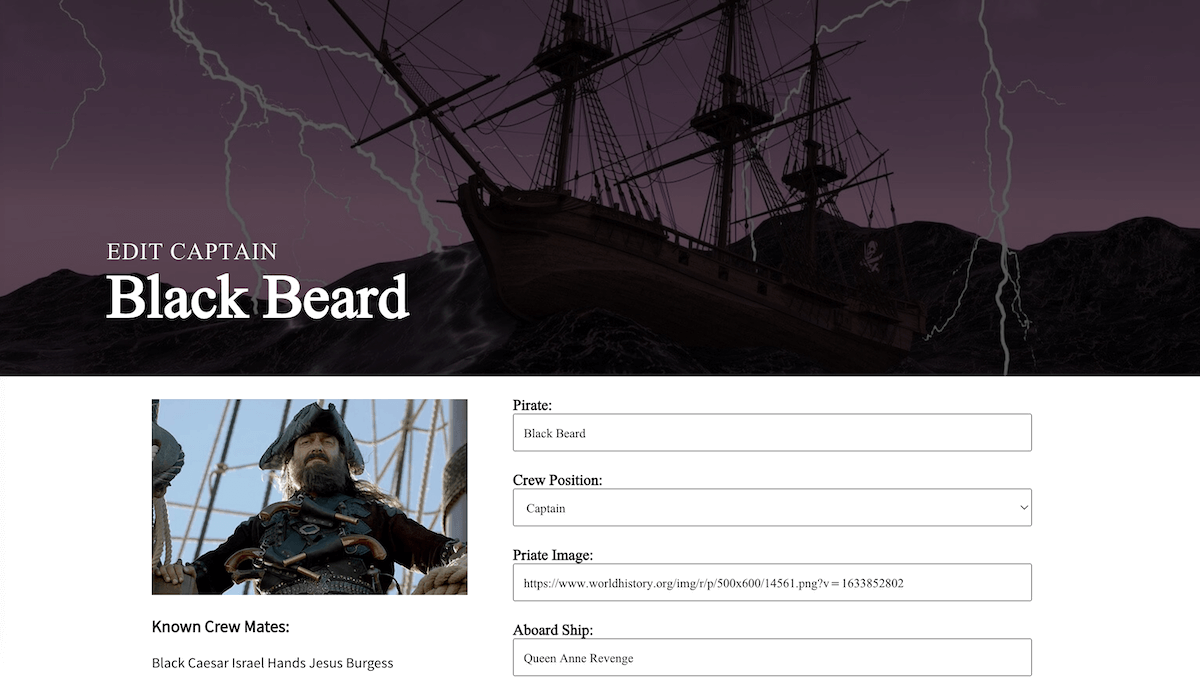 EDIT CAPTAIN
Black Beard
Pirate:
Black Beard
Crew Position:
Captain
Priate Image:
https://www.worldhistory.org/img/r/p/500x600/14561.png?v=1633852802
Aboard Ship:
Queen Anne Revenge
Known Crew Mates:
Black Caesar Israel Hands Jesus Burgess